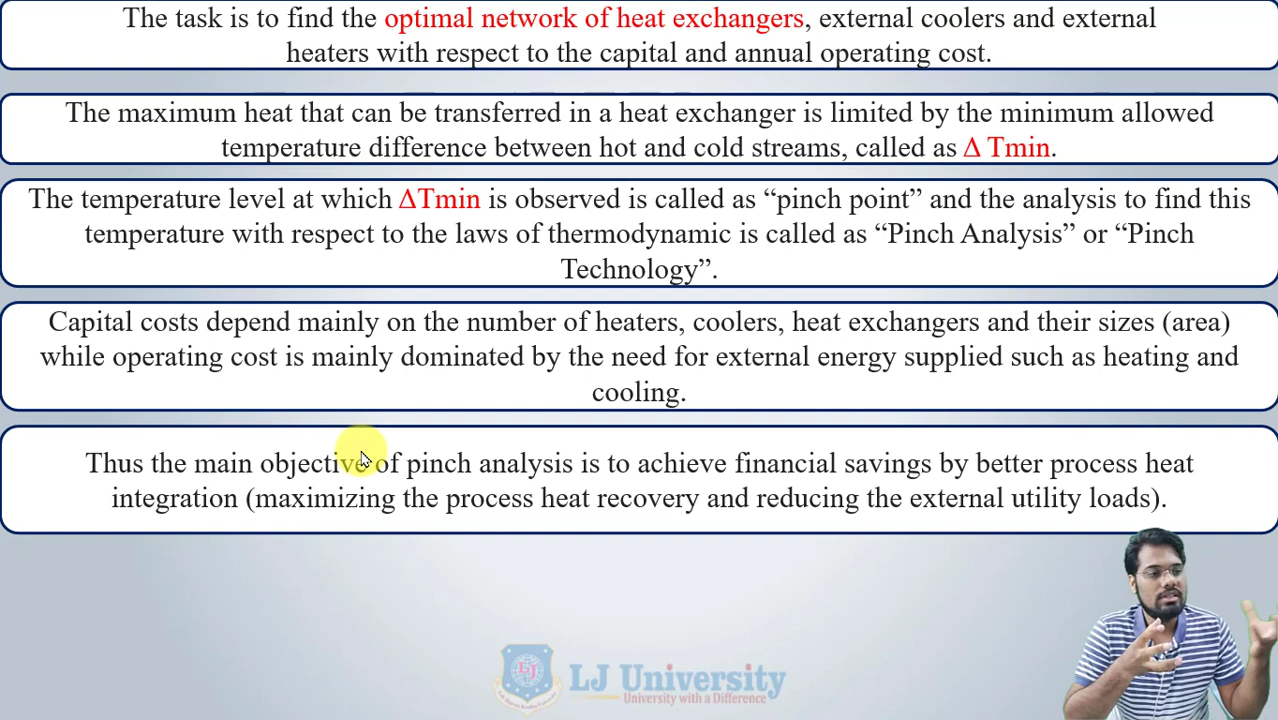 The task is to find the optimal network of heat exchangers, external coolers and external
heaters with respect to the capital and annual operating cost.
The maximum heat that can be transferred in a heat exchanger is limited by the minimum allowed
temperature difference between hot and cold streams, called as Δ Tmin.
The temperature level at which ΔTmin is observed is called as “pinch point” and the analysis to find this
temperature with respect to the laws of thermodynamic is called as “Pinch Analysis” or “Pinch
Technology”.
Capital costs depend mainly on the number of heaters, coolers, heat exchangers and their sizes (area)
while operating cost is mainly dominated by the need for external energy supplied such as heating and
cooling.
Thus the main objective of pinch analysis is to achieve financial savings by better process heat
integration (maximizing the process heat recovery and reducing the external utility loads).
LJ University
University with a Difference